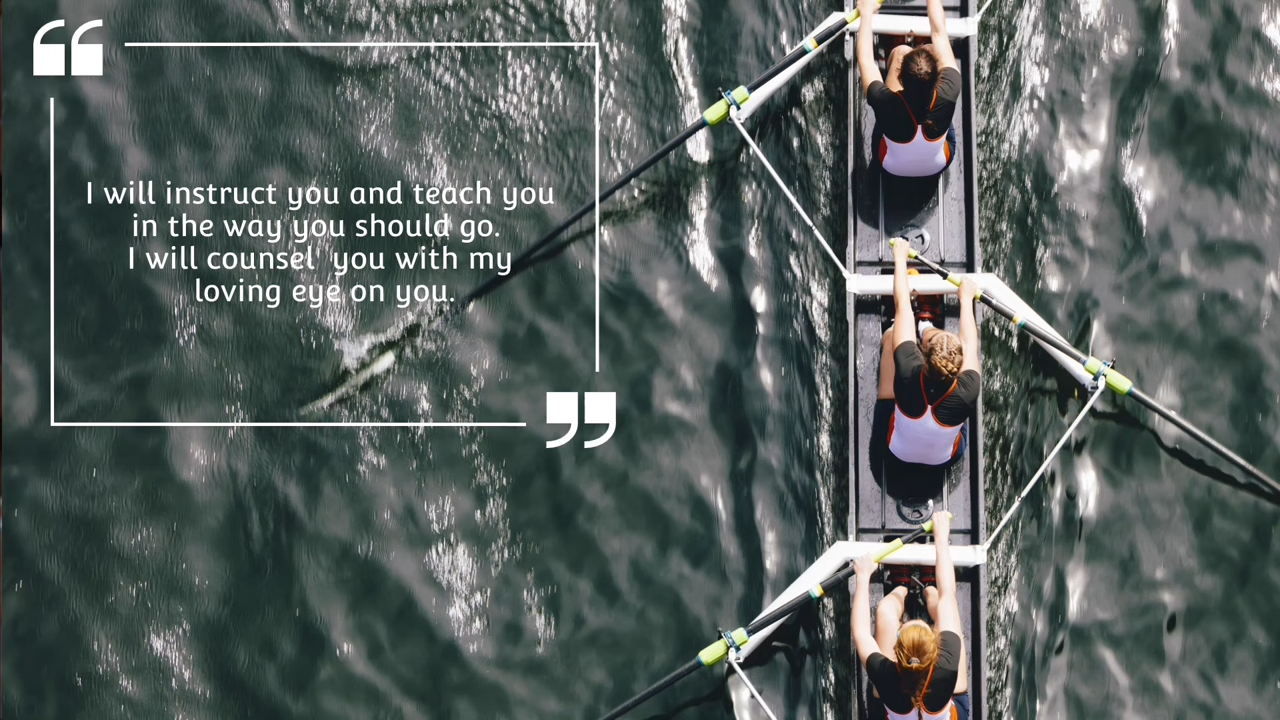 I will instruct you and teach you
in the way you should go.
I will counsel  you with my
loving eye on you.